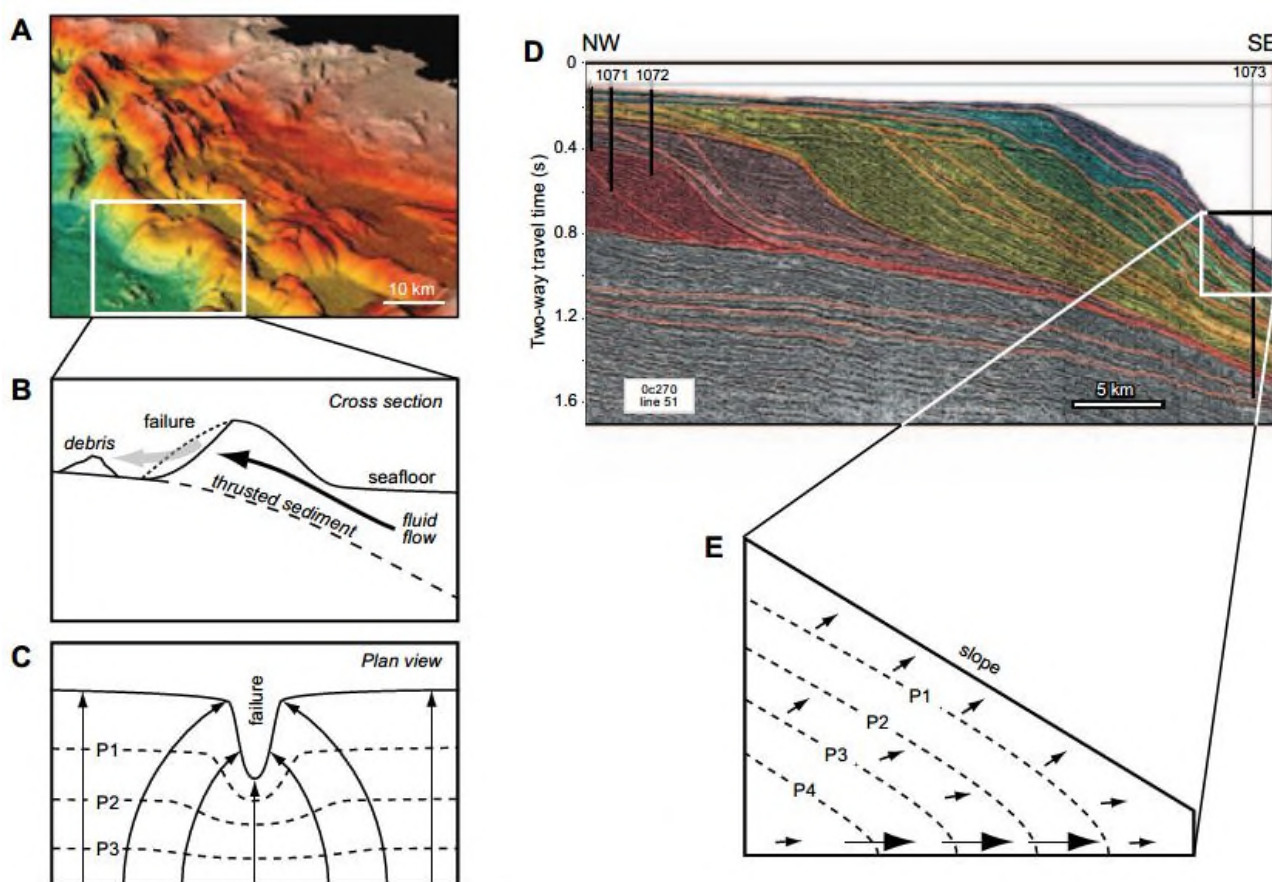 A
10 km
B
Cross section
failure
debris
seafloor
thrusted sediment
fluid
flow
C
Plan view
failure
P1
P2
P3
D
NW
SE
1071
1072
1073
0
0.4
0.8
1.2
1.6
Two-way travel time (s)
0c270
line 51
5 km
E
slope
P1
P2
P3
P4